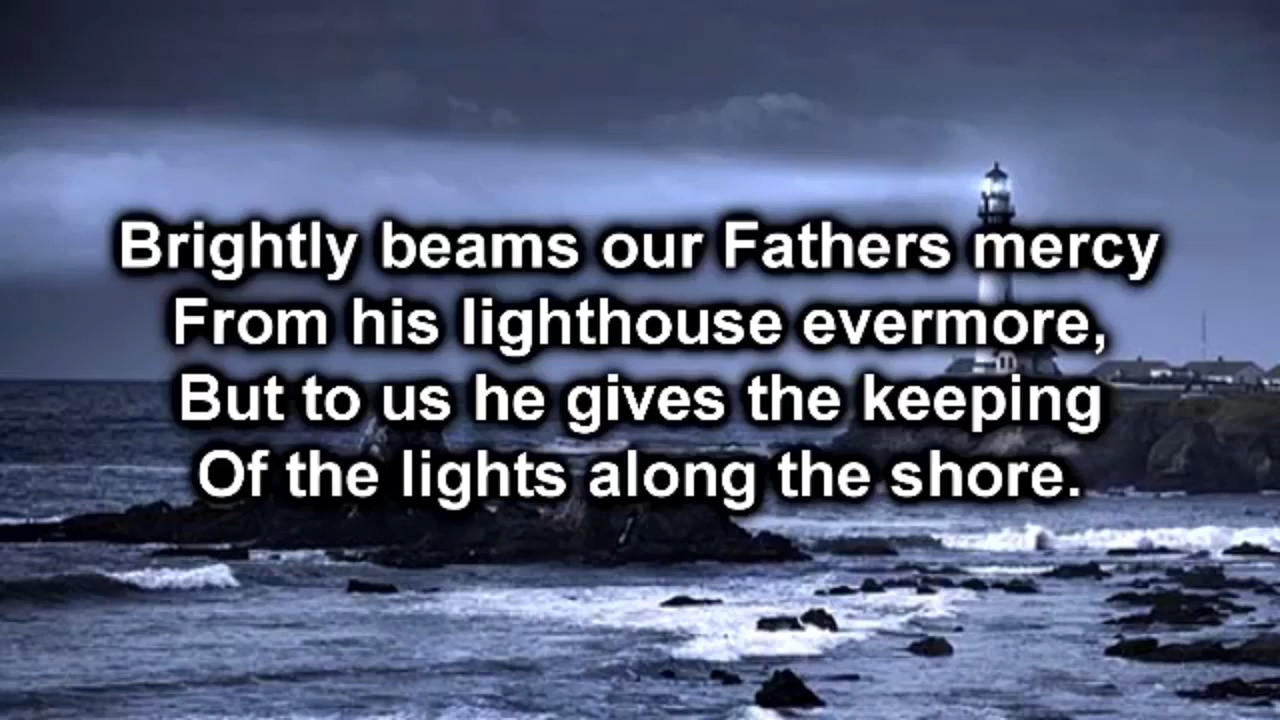 Brightly beams our Fathers mercy
From his lighthouse evermore,
But to us he gives the keeping
Of the lights along the shore.